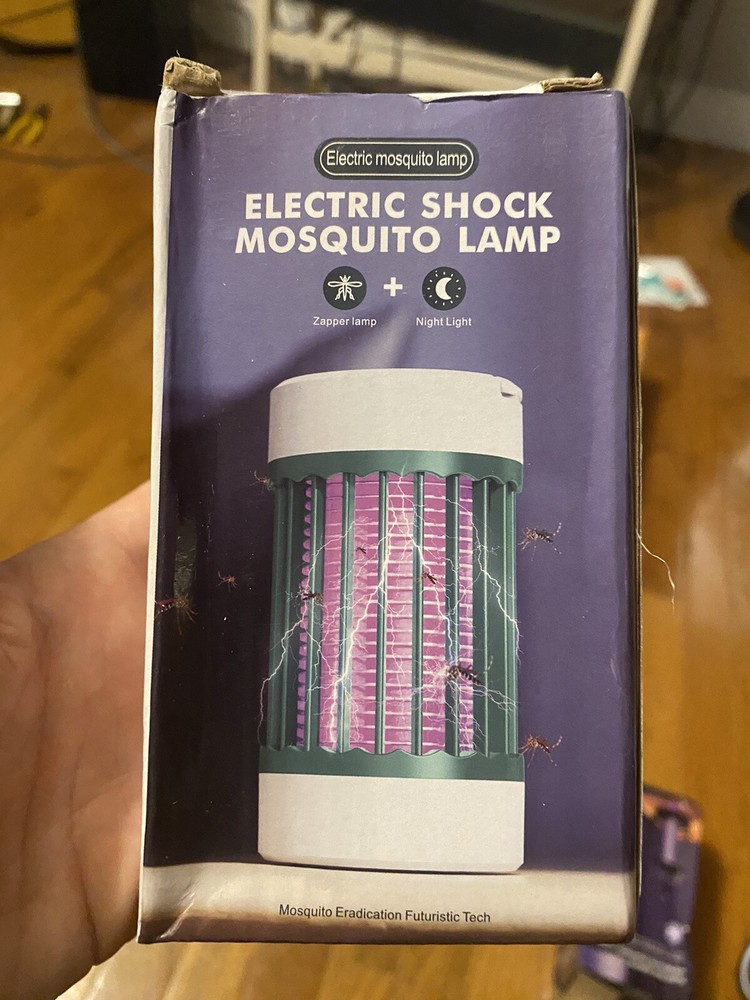 Electric mosquito lamp
ELECTRIC SHOCK
MOSQUITO LAMP
Zapper lamp
Night Light
Mosquito Eradication Futuristic Tech